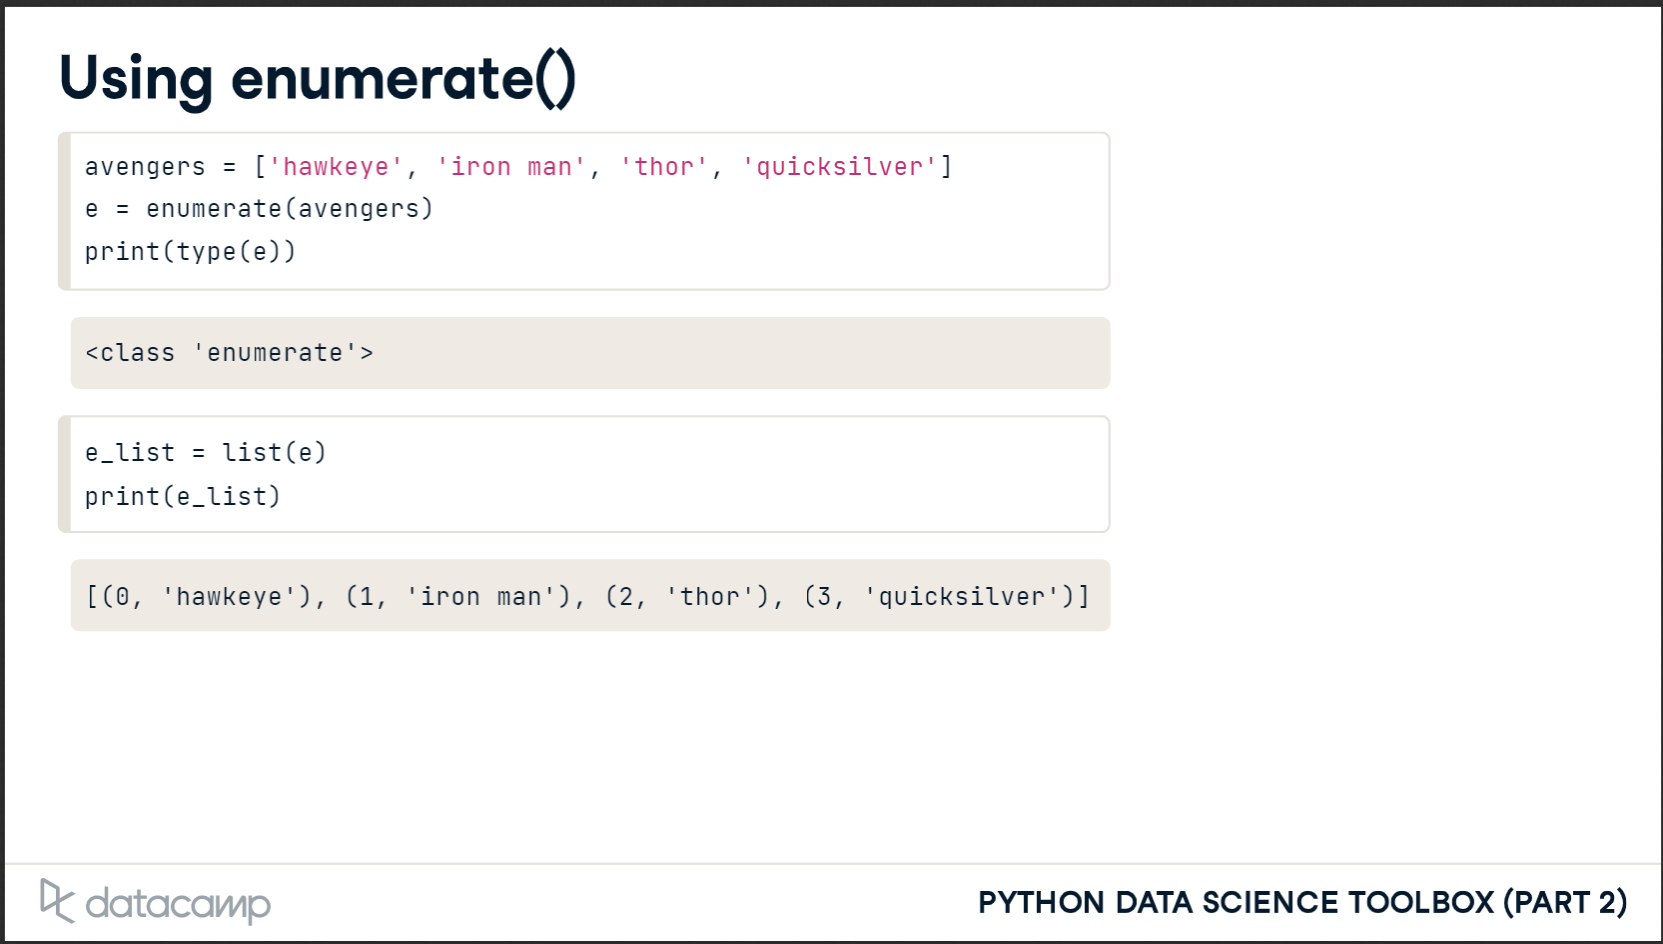 Using enumerate()
avengers = ['hawkeye', 'iron man', 'thor', 'quicksilver']
e = enumerate(avengers)
print(type(e))
<class 'enumerate'>
e_list = list(e)
print(e_list)
[(0, 'hawkeye'), (1, 'iron man'), (2, 'thor'), (3, 'quicksilver')]
datacamp
PYTHON DATA SCIENCE TOOLBOX (PART 2)